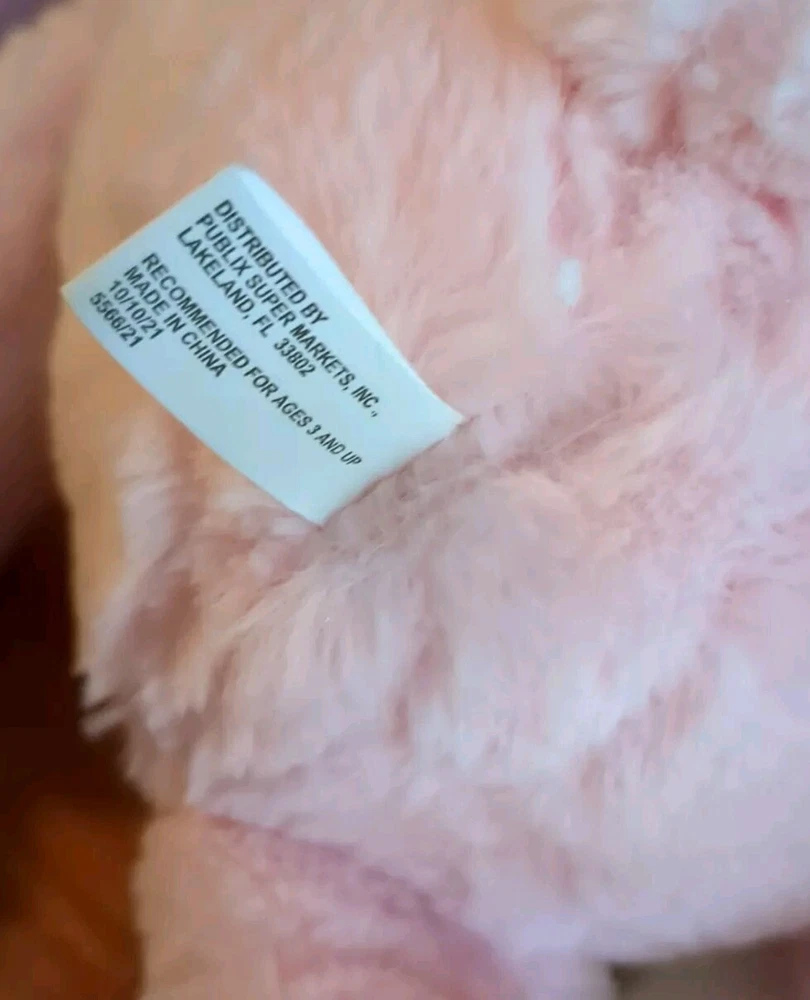 DISTRIBUTED BY
PUBLIX SUPER MARKETS, INC.,
LAKELAND, FL 33802
RECOMMENDED FOR AGES 3 AND UP
MADE IN CHINA
10/10/21
5566/21